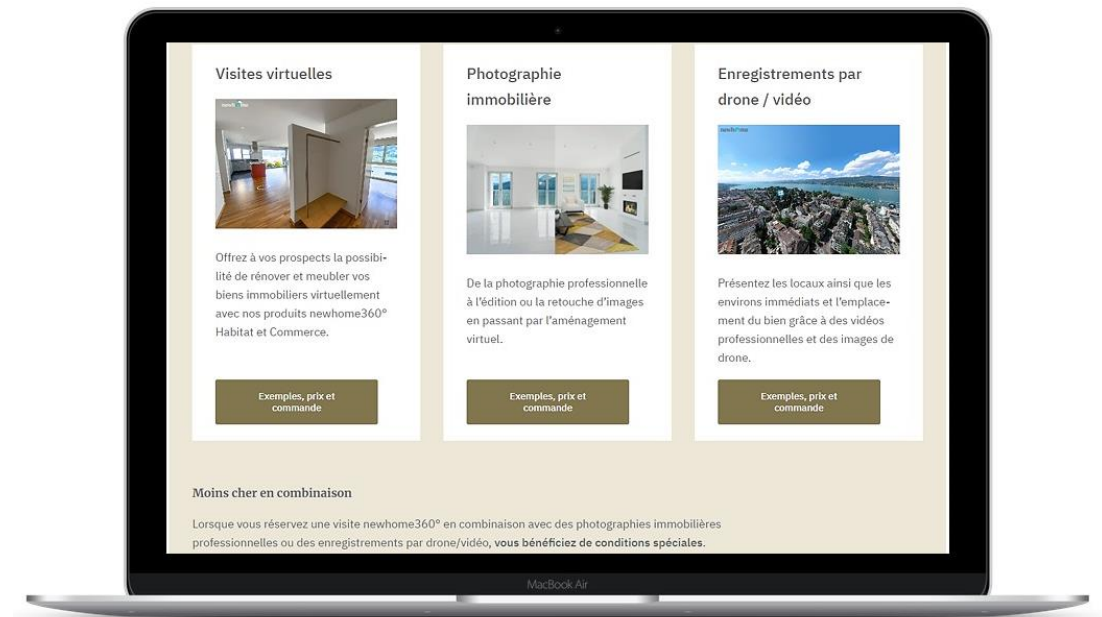 Visites virtuelles
Offrez à vos prospects la possibi-
lité de rénover et meubler vos
biens immobiliers virtuellement
avec nos produits newhome360°
Habitat et Commerce.
Exemples, prix et
commande
Photographie
immobilière
De la photographie professionnelle
à l'édition ou la retouche d'images
en passant par l'aménagement
virtuel.
Exemples, prix et
commande
Enregistrements par
drone / vidéo
newhome
Présentez les locaux ainsi que les
environs immédiats et l'emplace-
ment du bien grâce à des vidéos
professionnelles et des images de
drone.
Exemples, prix et
commande
Moins cher en combinaison
Lorsque vous réservez une visite newhome360° en combinaison avec des photographies immobilières
professionnelles ou des enregistrements par drone/vidéo, vous bénéficiez de conditions spéciales.
MacBook Air